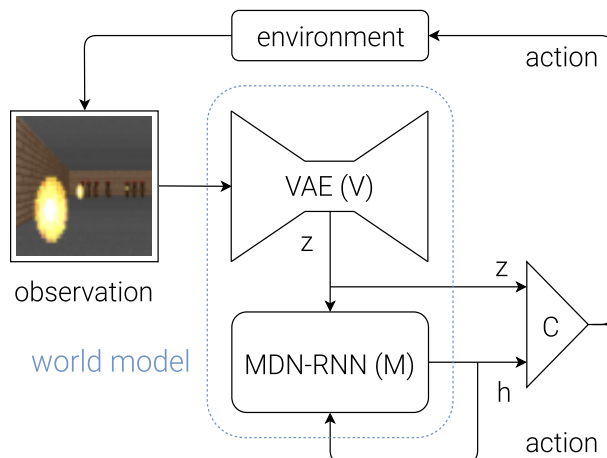 environment
action
VAE (V)
z
z
observation
C
world model
MDN-RNN (M)
h
action